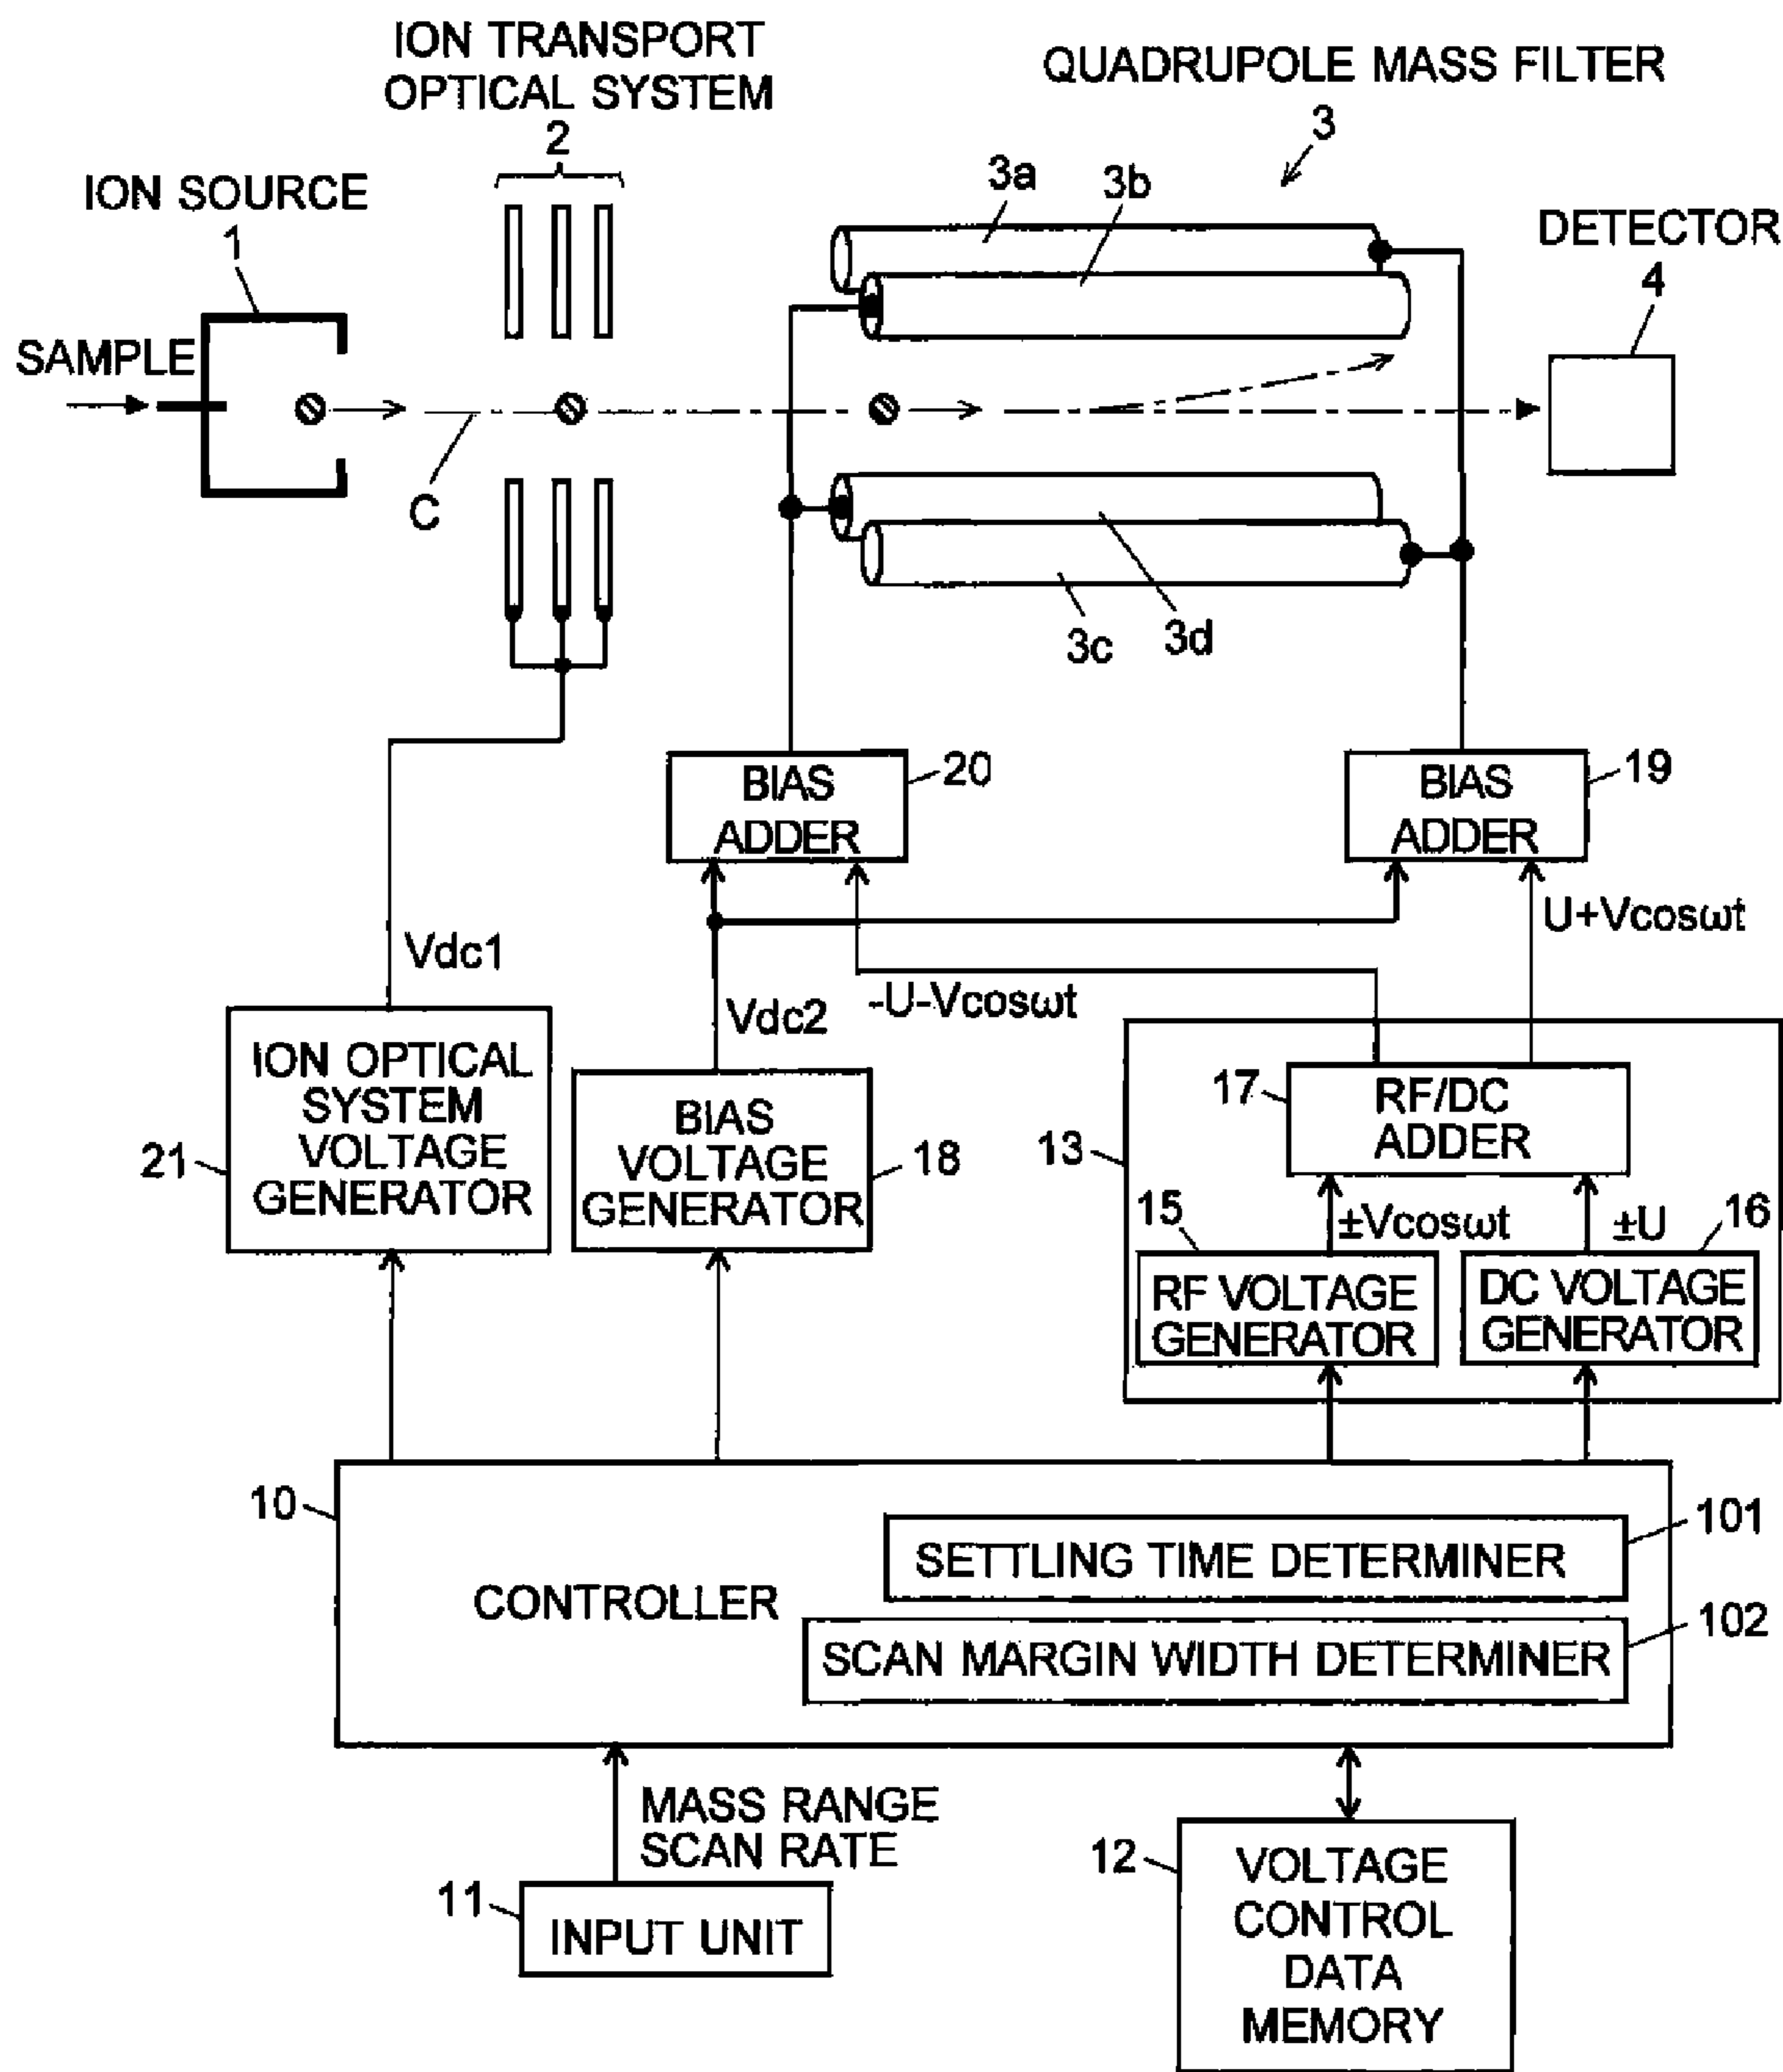 ION TRANSPORT
OPTICAL SYSTEM
2
QUADRUPOLE MASS FILTER
3
ION SOURCE
1
3a
3b
DETECTOR
4
SAMPLE
C
3c
3d
BIAS
ADDER
20
BIAS
ADDER
19
Vdc1
Vdc2
-U-Vcosωt
U+Vcosωt
ION OPTICAL
SYSTEM
VOLTAGE
GENERATOR
21
BIAS
VOLTAGE
GENERATOR
18
13
17
RF/DC
ADDER
15
±Vcosωt
±U
16
RF VOLTAGE
GENERATOR
DC VOLTAGE
GENERATOR
10
CONTROLLER
SETTLING TIME DETERMINER
101
SCAN MARGIN WIDTH DETERMINER
102
MASS RANGE
SCAN RATE
11
INPUT UNIT
12
VOLTAGE
CONTROL
DATA
MEMORY